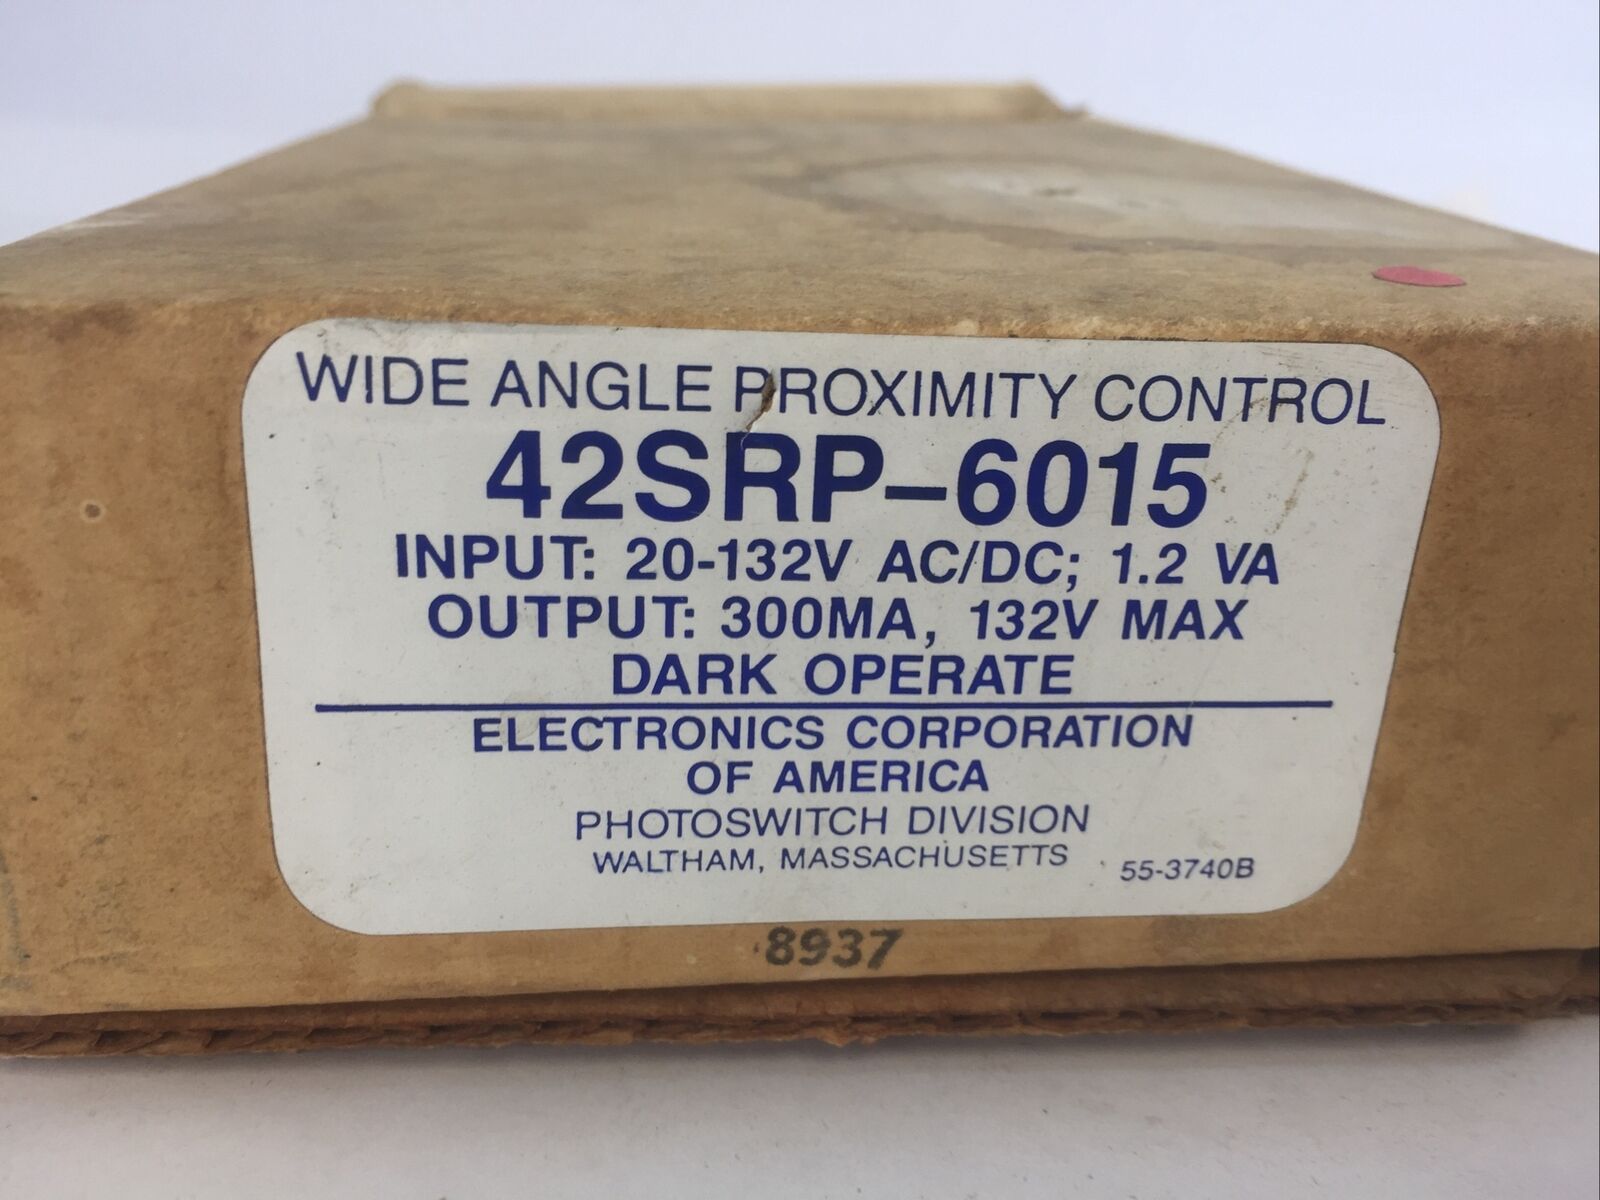 WIDE ANGLE PROXIMITY CONTROL
42SRP-6015
INPUT: 20-132V AC/DC; 1.2 VA
OUTPUT: 300MA, 132V MAX
DARK OPERATE
ELECTRONICS CORPORATION
OF AMERICA
PHOTOSWITCH DIVISION
WALTHAM, MASSACHUSETTS
55-3740B
8937